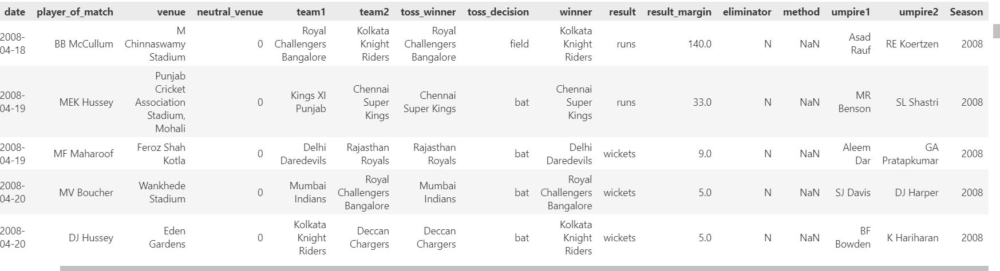 date player_of_match venue neutral_venue team1 team2 toss_winner toss_decision winner result result_margin eliminator method umpire1 umpire2 Season
2008-04-18 BB McCullum M Chinnaswamy Stadium 0 Royal Challengers Bangalore Kolkata Knight Riders Royal Challengers Bangalore field Kolkata Knight Riders runs 140.0 N NaN Asad Rauf RE Koertzen 2008
2008-04-19 MEK Hussey Punjab Cricket Association Stadium, Mohali 0 Kings XI Punjab Chennai Super Kings Chennai Super Kings bat Chennai Super Kings runs 33.0 N NaN MR Benson SL Shastri 2008
2008-04-19 MF Maharoof Feroz Shah Kotla 0 Delhi Daredevils Rajasthan Royals Rajasthan Royals bat Delhi Daredevils wickets 9.0 N NaN Aleem Dar GA Pratapkumar 2008
2008-04-20 MV Boucher Wankhede Stadium 0 Mumbai Indians Royal Challengers Bangalore Mumbai Indians bat Royal Challengers Bangalore wickets 5.0 N NaN SJ Davis DJ Harper 2008
2008-04-20 DJ Hussey Eden Gardens 0 Kolkata Knight Riders Deccan Chargers Deccan Chargers bat Kolkata Knight Riders wickets 5.0 N NaN BF Bowden K Hariharan 2008